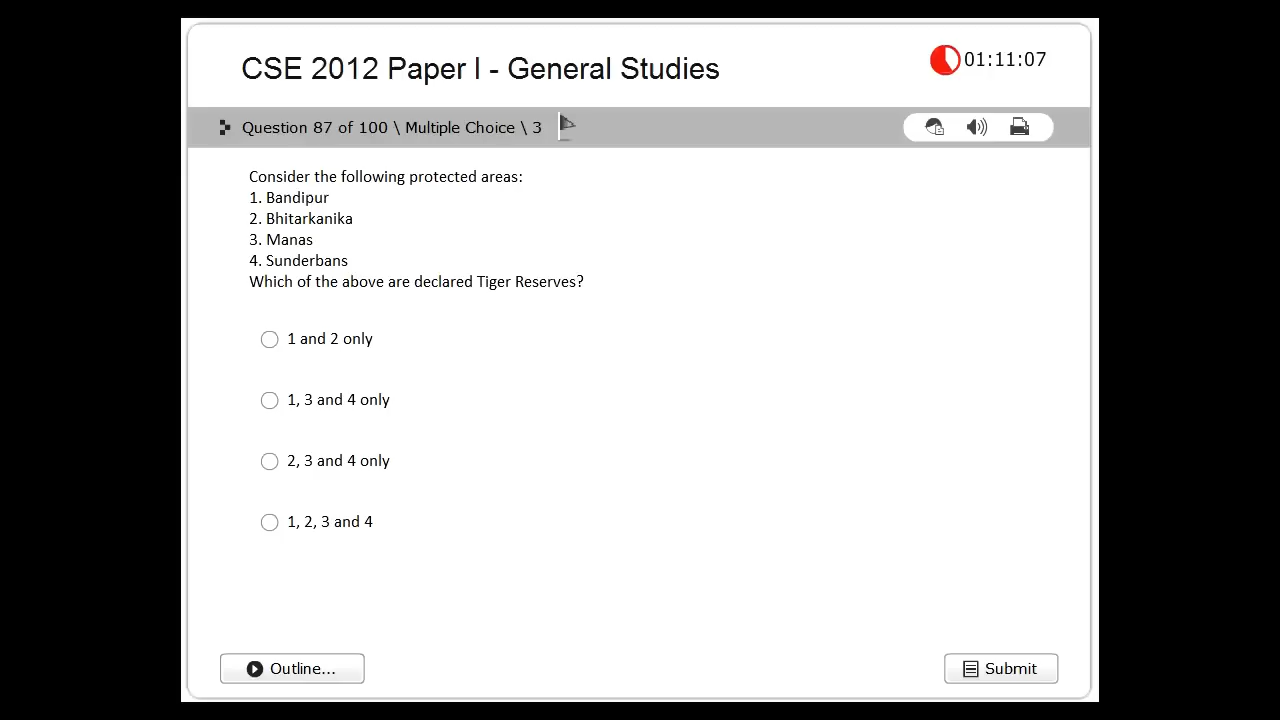 CSE 2012 Paper I - General Studies
01:11:07
Question 87 of 100 \ Multiple Choice \ 3
Consider the following protected areas:
1. Bandipur
2. Bhitarkanika
3. Manas
4. Sunderbans
Which of the above are declared Tiger Reserves?
1 and 2 only
1, 3 and 4 only
2, 3 and 4 only
1, 2, 3 and 4
Outline...
Submit